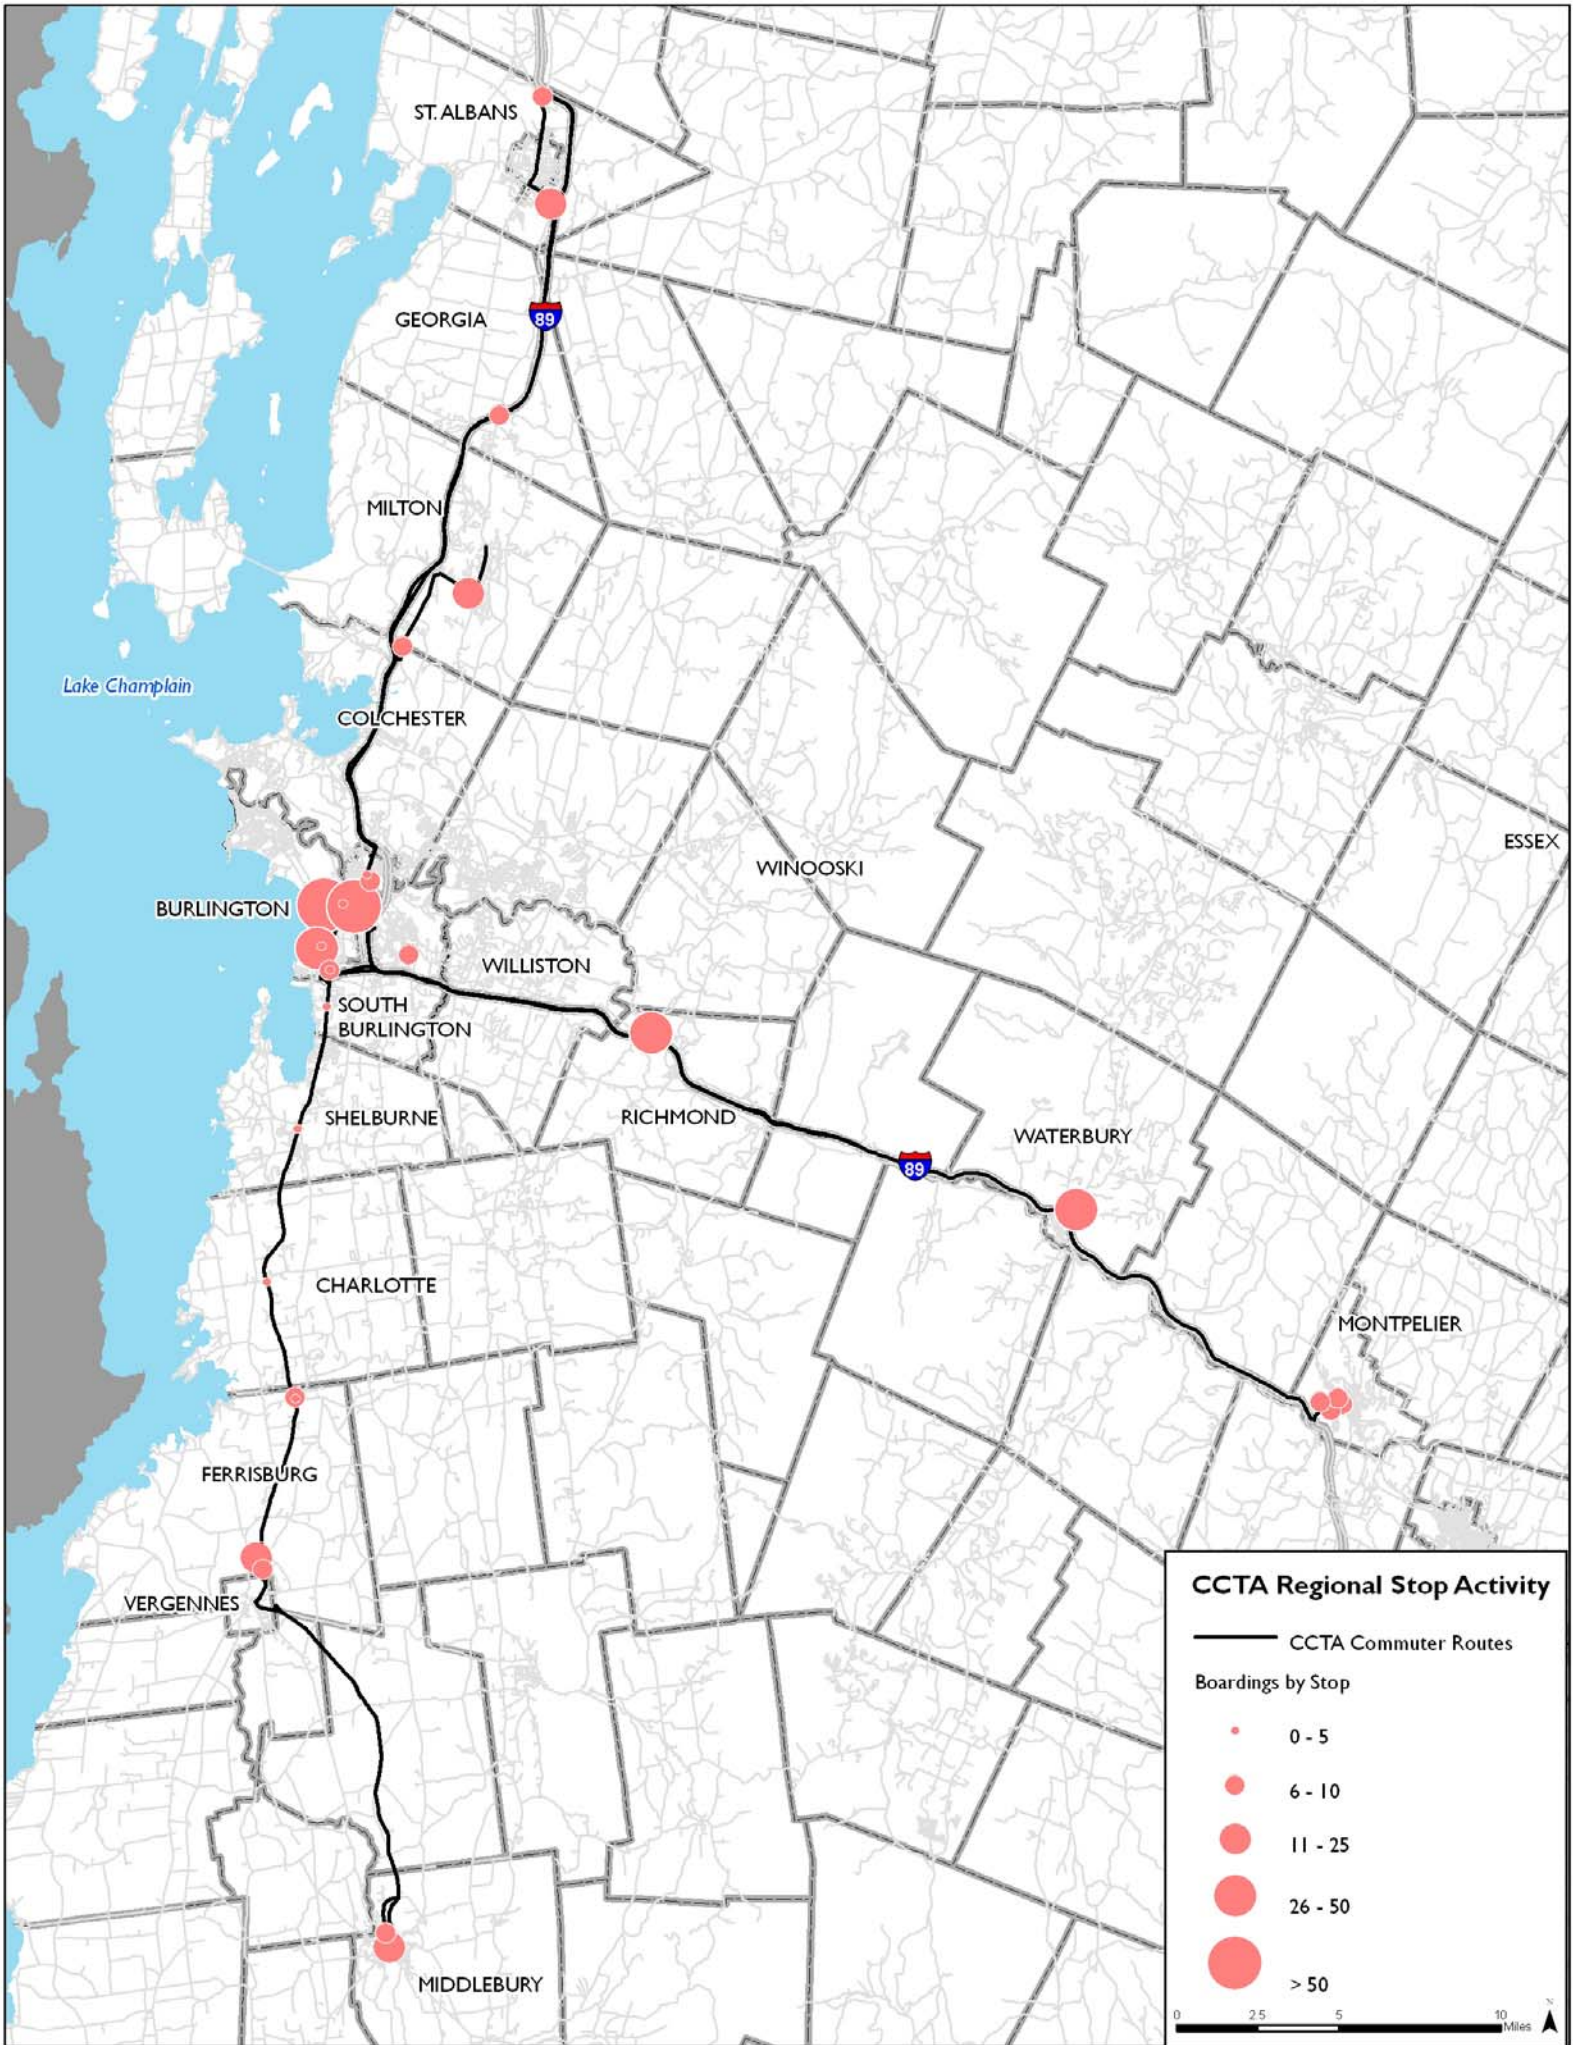 ST. ALBANS
GEORGIA
89
MILTON
Lake Champlain
COLCHESTER
ESSEX
WINOOSKI
BURLINGTON
WILLISTON
SOUTH
BURLINGTON
SHELBURNE
RICHMOND
WATERBURY
89
CHARLOTTE
MONTPELIER
FERRISBURG
VERGENNES
MIDDLEBURY
CCTA Regional Stop Activity
CCTA Commuter Routes
Boardings by Stop
0 - 5
6 - 10
11 - 25
26 - 50
> 50
0 2.5 5 10
Miles
N